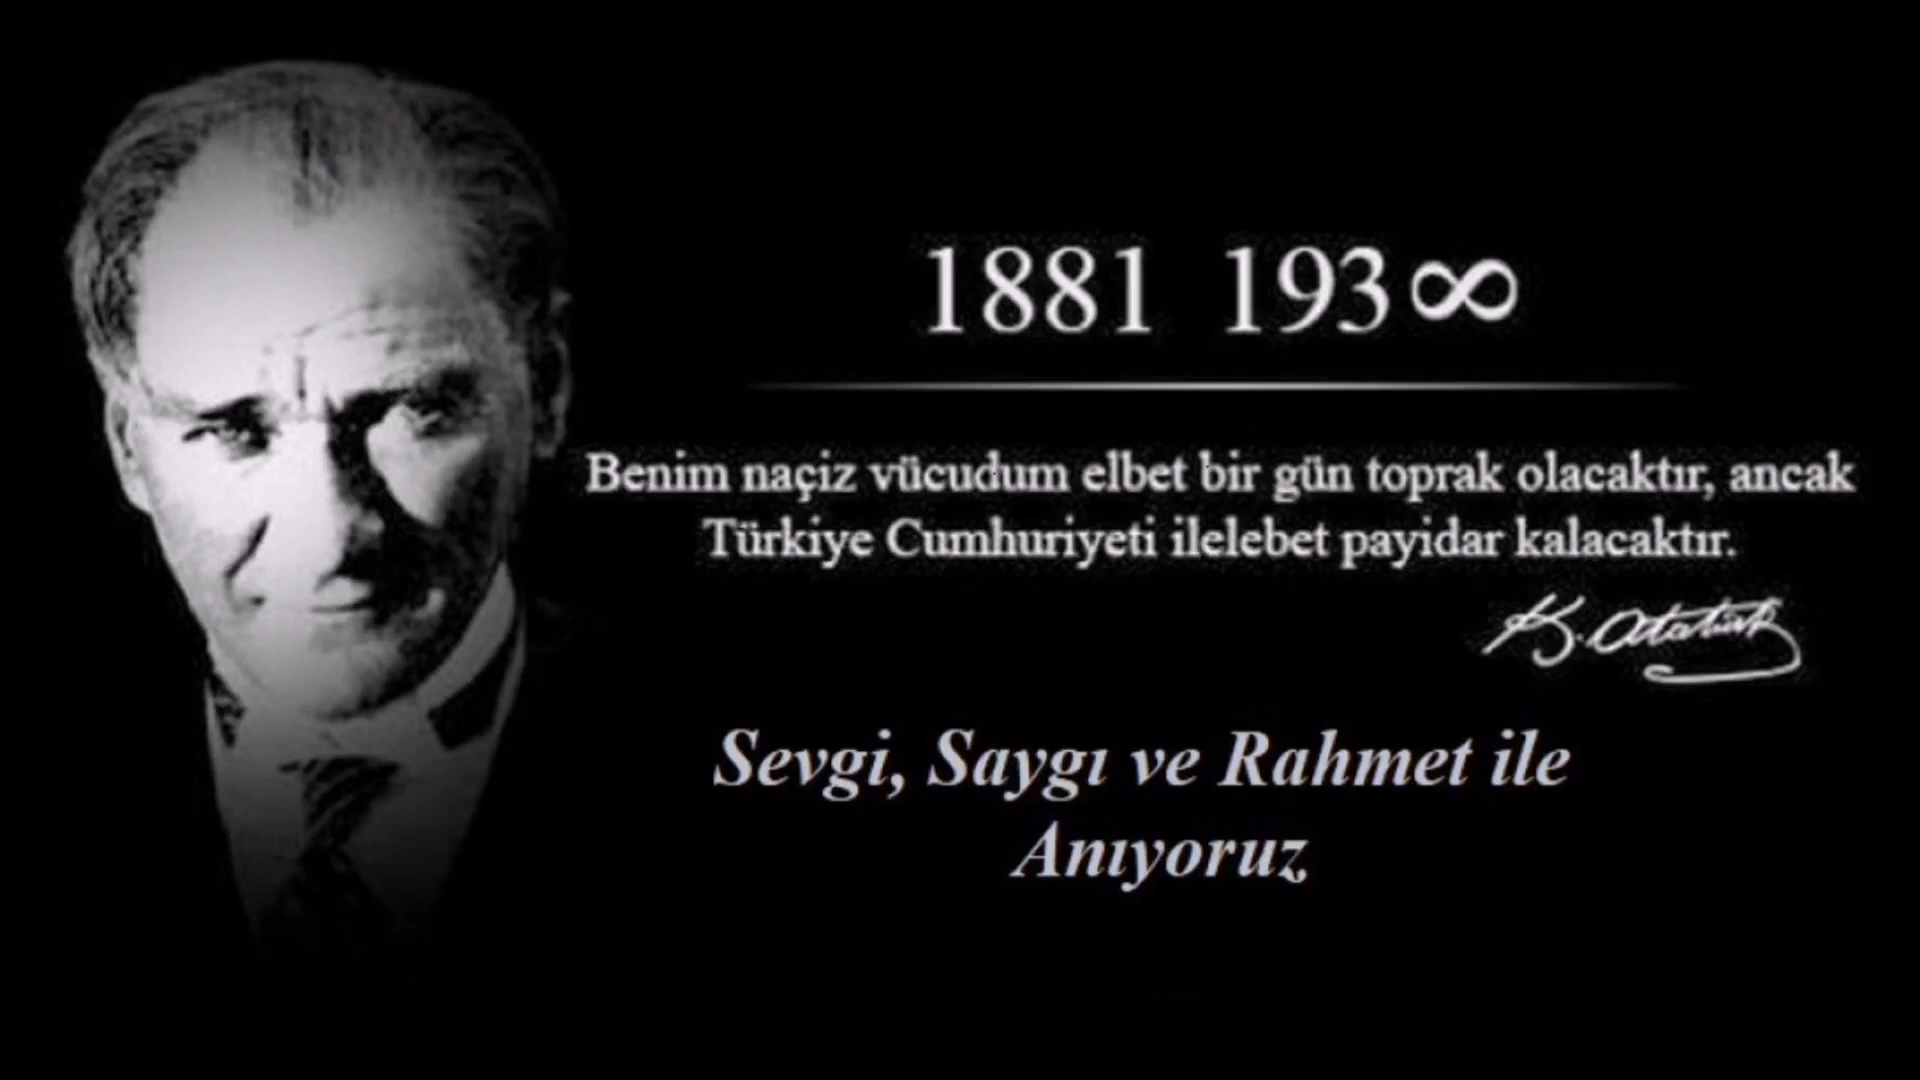 1881 193∞
Benim naçiz vücudum elbet bir gün toprak olacaktır, ancak
Türkiye Cumhuriyeti ilelebet payidar kalacaktır.
K. Atatürk
Sevgi, Saygı ve Rahmet ile
Anıyoruz